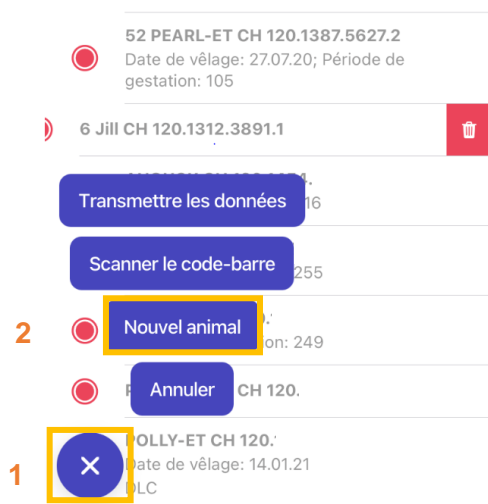 52 PEARL-ET CH 120.1387.5627.2
Date de vêlage: 27.07.20; Période de
gestation: 105
6 Jill CH 120.1312.3891.1
Transmettre les données
16
Scanner le code-barre
255
2
Nouvel animal
on: 249
Annuler
CH 120.
POLLY-ET CH 120.
1
Date de vêlage: 14.01.21
DLC